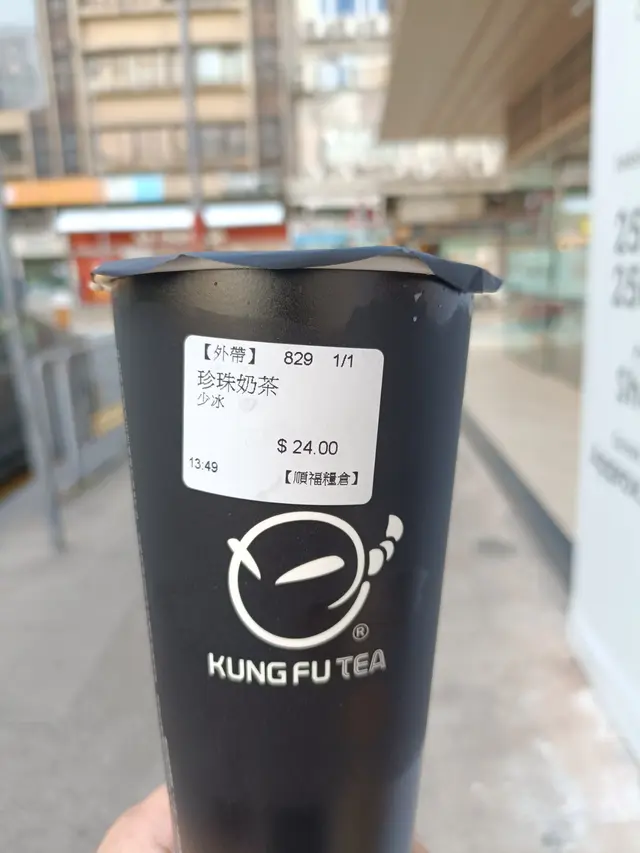 【外帶】 829 1/1
珍珠奶茶
少冰
$ 24.00
13:49
【順福糧倉】
®
KUNG FU TEA